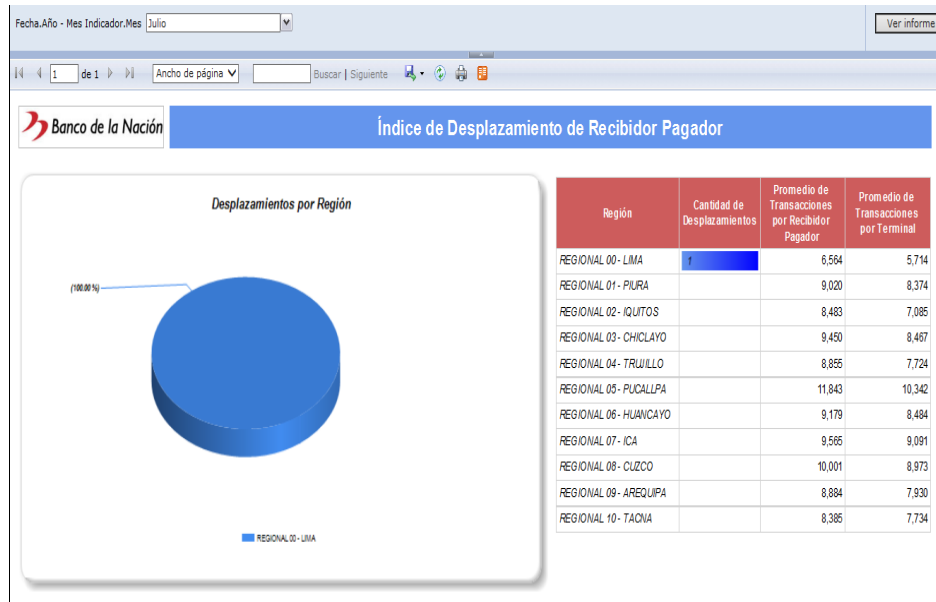 Fecha.Año - Mes Indicador.Mes Julio
Ver informe
1 de 1 Ancho de página Buscar | Siguiente
Banco de la Nación
Índice de Desplazamiento de Recibidor Pagador
Desplazamientos por Región
(100.00 %)
REGIONAL 00 - LIMA
Región Cantidad de Desplazamientos Promedio de Transacciones por Recibidor Pagador Promedio de Transacciones por Terminal
REGIONAL 00 - LIMA 1 6,564 5,714
REGIONAL 01 - PIURA 9,020 8,374
REGIONAL 02 - IQUITOS 8,483 7,085
REGIONAL 03 - CHICLAYO 9,450 8,467
REGIONAL 04 - TRUJILLO 8,855 7,724
REGIONAL 05 - PUCALLPA 11,843 10,342
REGIONAL 06 - HUANCAYO 9,179 8,484
REGIONAL 07 - ICA 9,565 9,091
REGIONAL 08 - CUZCO 10,001 8,973
REGIONAL 09 - AREQUIPA 8,884 7,930
REGIONAL 10 - TACNA 8,385 7,734